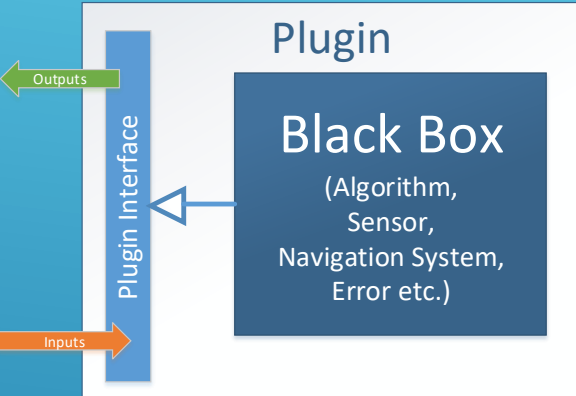 Plugin
Outputs
Plugin Interface
Black Box
(Algorithm,
Sensor,
Navigation System,
Error etc.)
Inputs